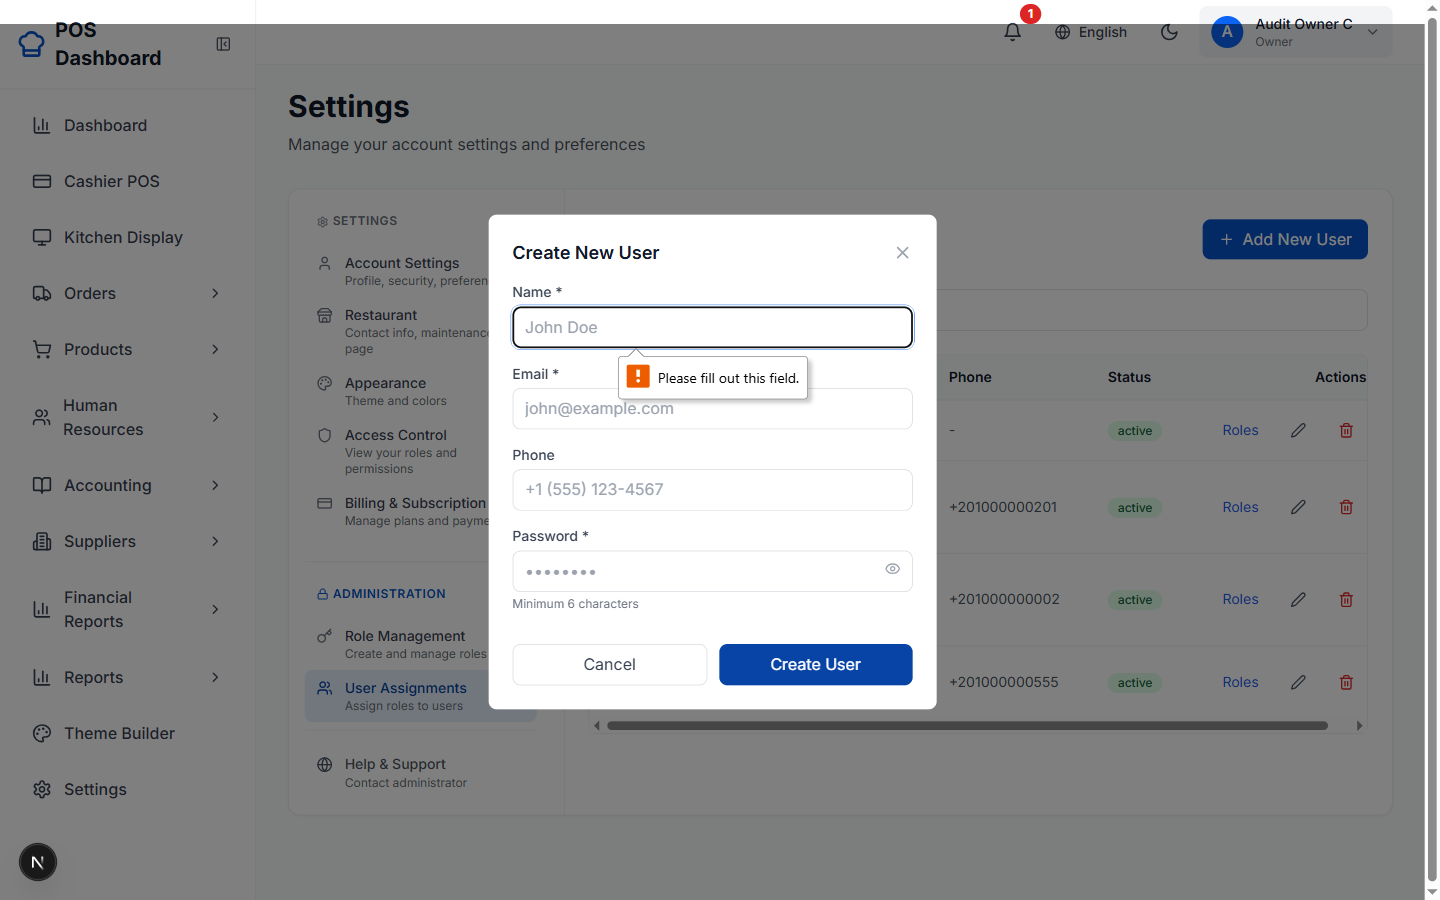 POS
Dashboard
1
English
A
Audit Owner C
Owner
Dashboard
Cashier POS
Kitchen Display
Orders
Products
Human
Resources
Accounting
Suppliers
Financial
Reports
Reports
Theme Builder
Settings
N
Settings
Manage your account settings and preferences
SETTINGS
Account Settings
Profile, security, preferen
Restaurant
Contact info, maintenance
page
Appearance
Theme and colors
Access Control
View your roles and
permissions
Billing & Subscription
Manage plans and payme
ADMINISTRATION
Role Management
Create and manage roles
User Assignments
Assign roles to users
Help & Support
Contact administrator
+ Add New User
Phone Status Actions
- active Roles
+201000000201 active Roles
+201000000002 active Roles
+201000000555 active Roles
Create New User
Name *
John Doe
Please fill out this field.
Email *
john@example.com
Phone
+1 (555) 123-4567
Password *
••••••••
Minimum 6 characters
Cancel
Create User